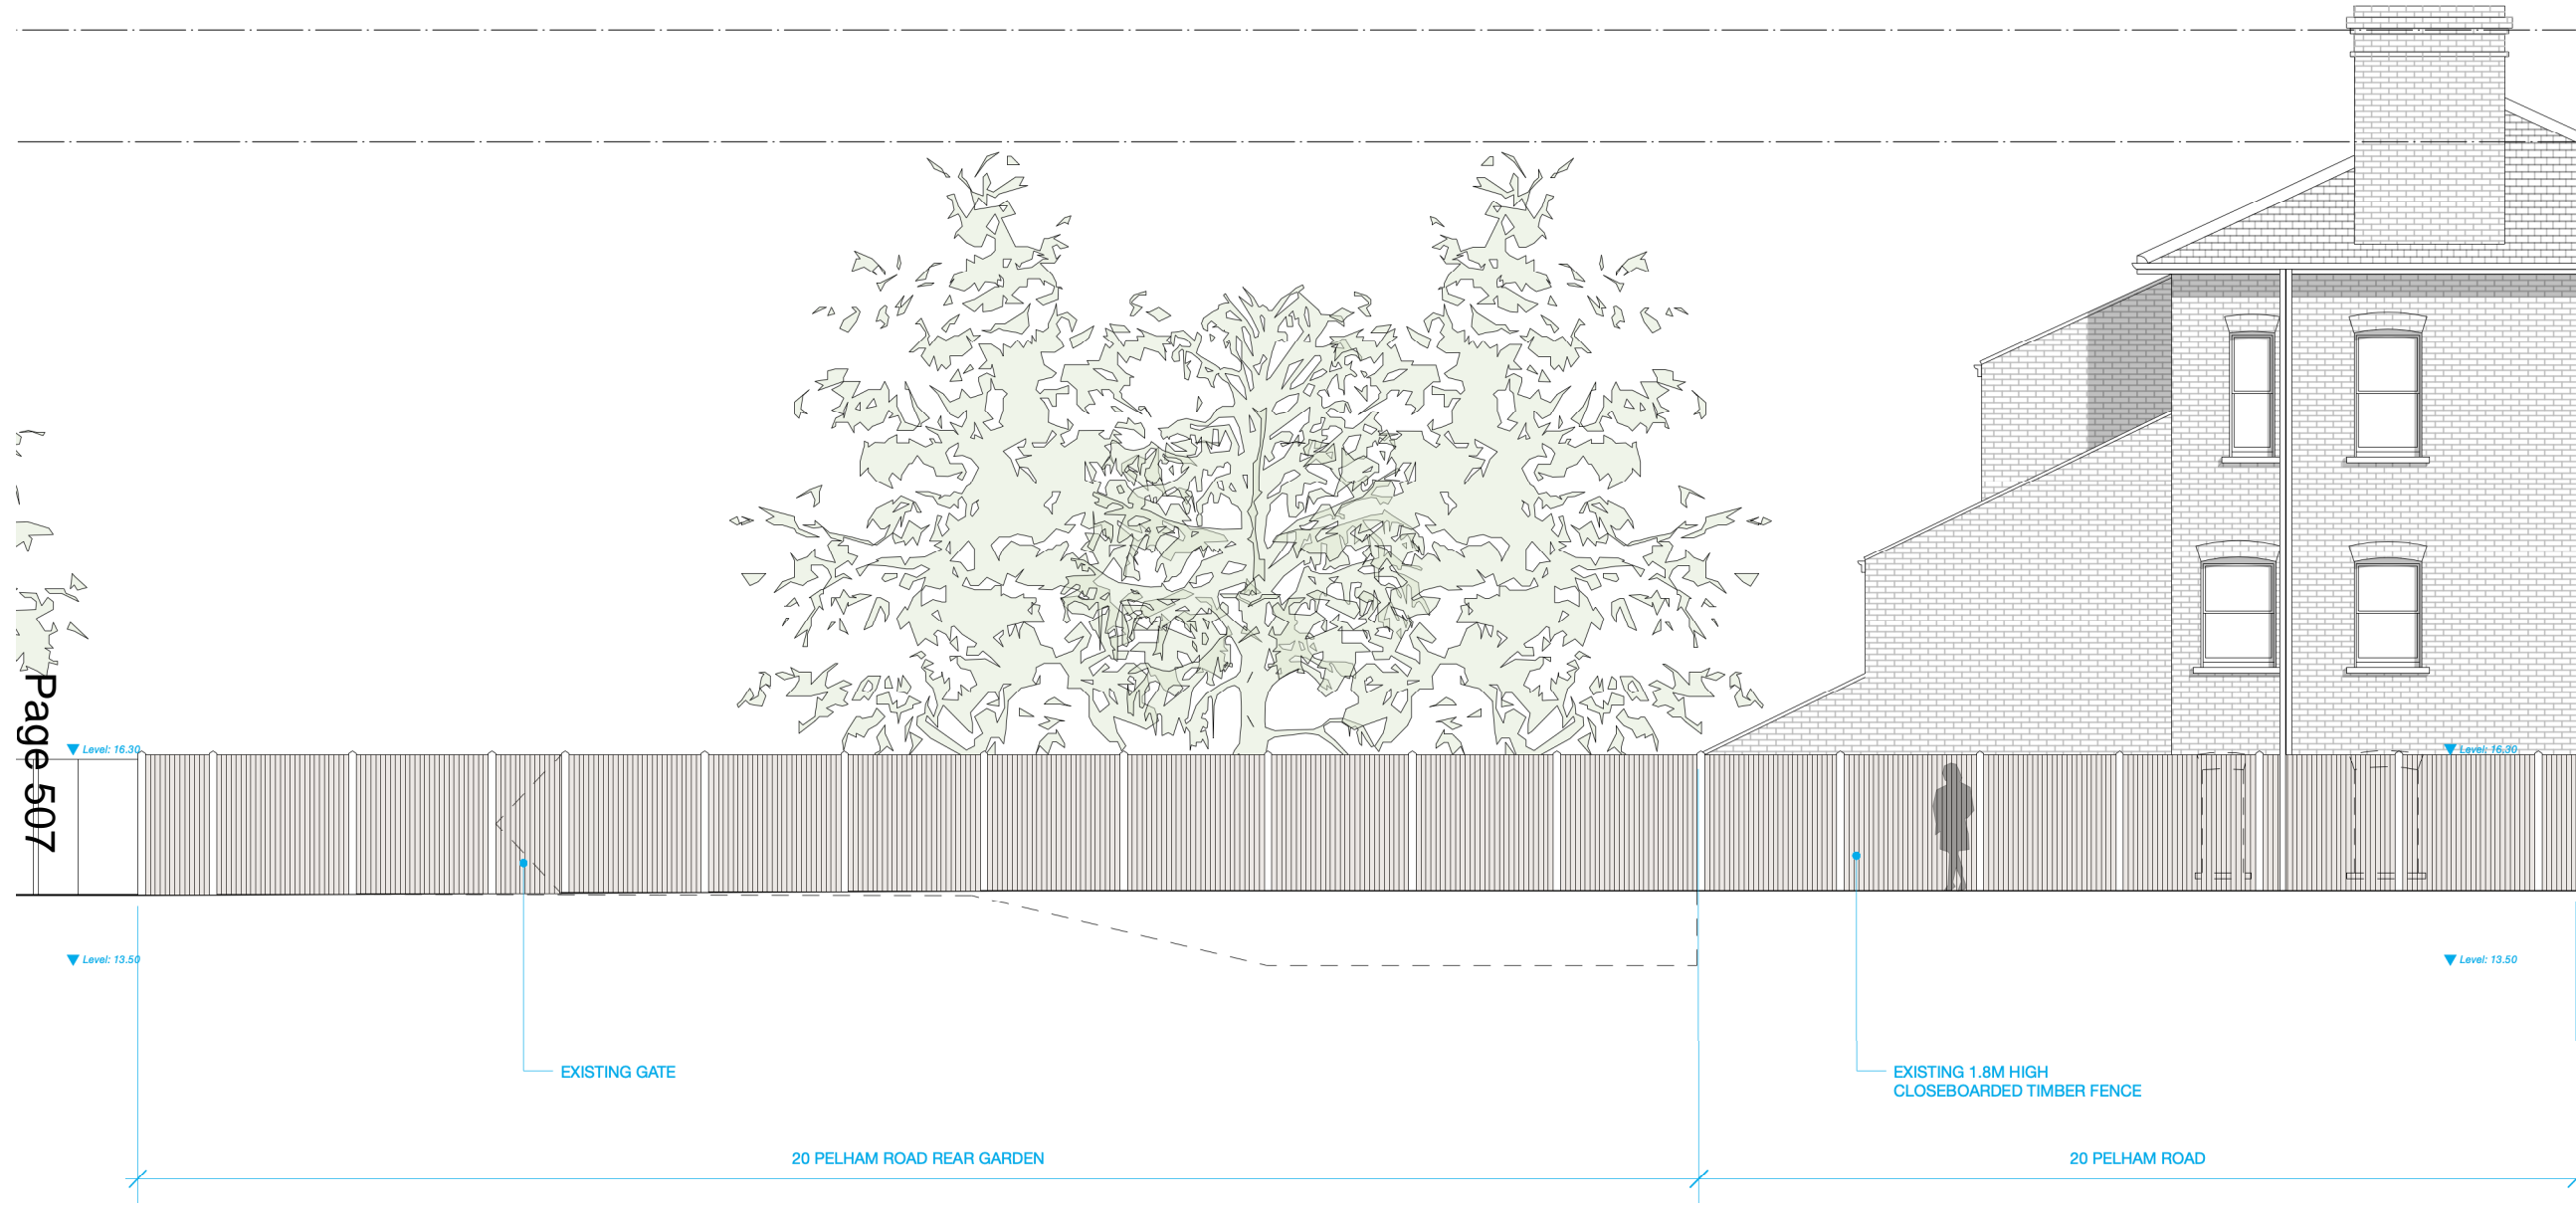 Page 507
Level: 16.30
Level: 16.30
Level: 13.50
Level: 13.50
EXISTING GATE
EXISTING 1.8M HIGH
CLOSEBOARDED TIMBER FENCE
20 PELHAM ROAD REAR GARDEN
20 PELHAM ROAD